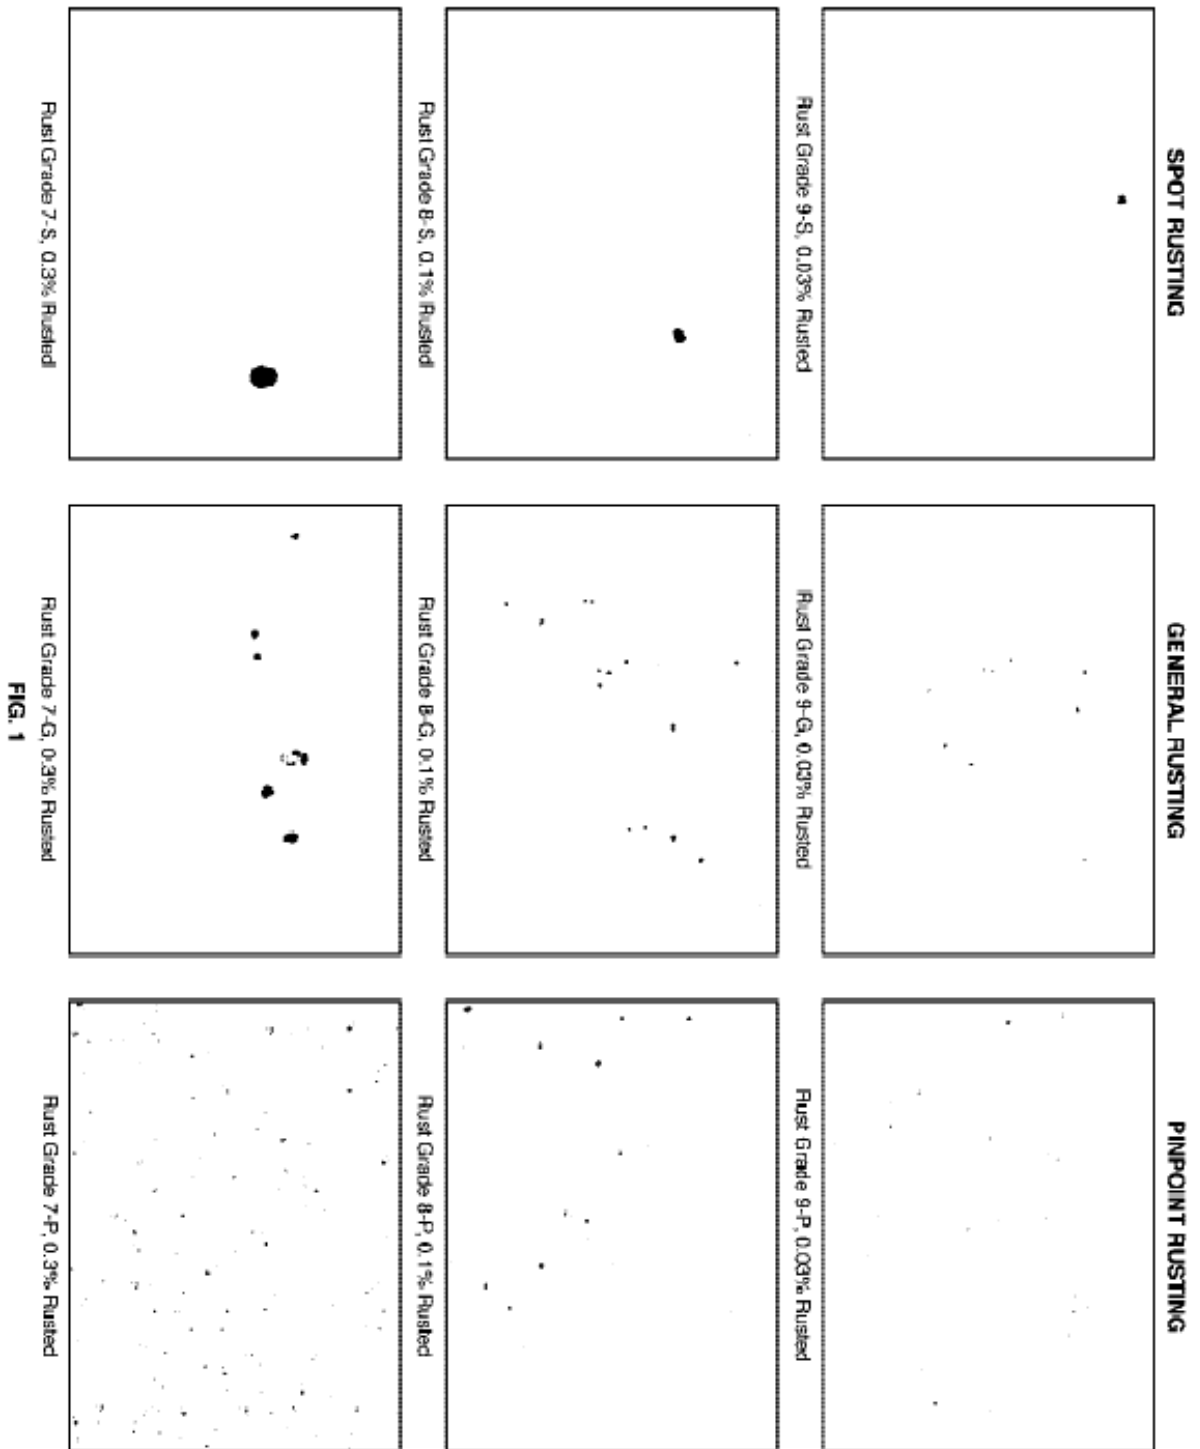 SPOT RUSTING
GENERAL RUSTING
PINPOINT RUSTING
Rust Grade 9-S, 0.03% Rusted
Rust Grade 9-G, 0.03% Rusted
Rust Grade 9-P, 0.03% Rusted
Rust Grade 8-S, 0.1% Rusted
Rust Grade 8-G, 0.1% Rusted
Rust Grade 8-P, 0.1% Rusted
Rust Grade 7-S, 0.3% Rusted
Rust Grade 7-G, 0.3% Rusted
Rust Grade 7-P, 0.3% Rusted
FIG. 1